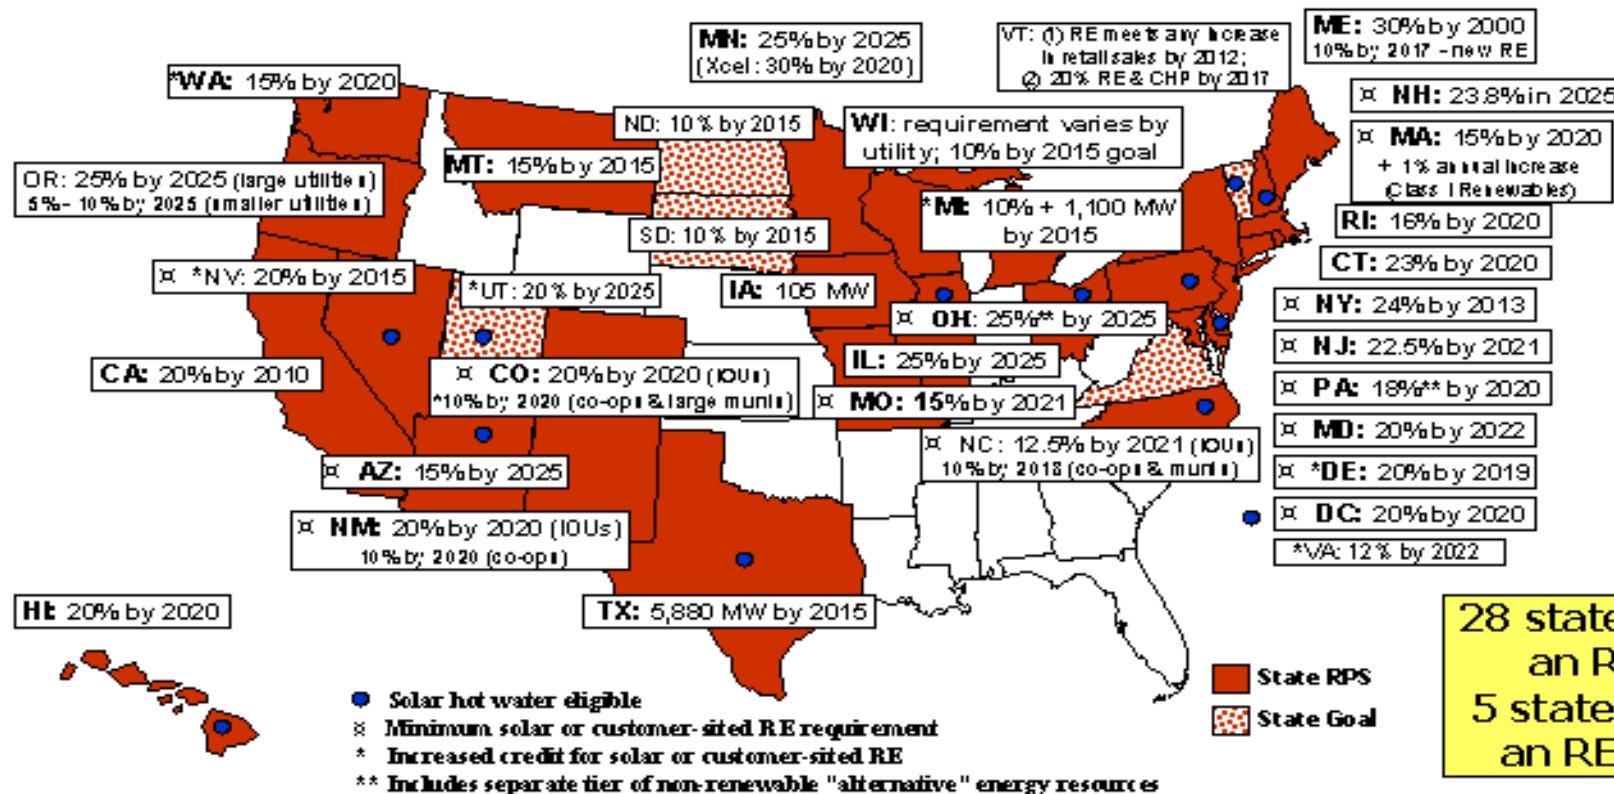 MN: 25% by 2025
(Xcel: 30% by 2020)
VT: (1) RE meets any increase
in retail sales by 2012;
(2) 20% RE & CHP by 2017
ME: 30% by 2000
10% by 2017 - new RE
*WA: 15% by 2020
¤ NH: 23.8% in 2025
ND: 10% by 2015
WI: requirement varies by
utility; 10% by 2015 goal
¤ MA: 15% by 2020
+ 1% annual increase
(Class I Renewables)
MT: 15% by 2015
OR: 25% by 2025 (large utilities)
5% - 10% by 2025 (smaller utilities)
*MI: 10% + 1,100 MW
by 2015
RI: 16% by 2020
SD: 10% by 2015
CT: 23% by 2020
¤ *NV: 20% by 2015
*UT: 20% by 2025
IA: 105 MW
¤ NY: 24% by 2013
¤ OH: 25%** by 2025
¤ NJ: 22.5% by 2021
IL: 25% by 2025
CA: 20% by 2010
¤ CO: 20% by 2020 (IOUs)
*10% by 2020 (co-ops & large munis)
¤ PA: 18%** by 2020
¤ MO: 15% by 2021
¤ MD: 20% by 2022
¤ NC: 12.5% by 2021 (IOUs)
10% by 2018 (co-ops & munis)
¤ AZ: 15% by 2025
¤ *DE: 20% by 2019
¤ DC: 20% by 2020
¤ NM: 20% by 2020 (IOUs)
10% by 2020 (co-ops)
*VA: 12% by 2022
HI: 20% by 2020
TX: 5,880 MW by 2015
28 state
an R
5 state
an RE
State RPS
State Goal
Solar hot water eligible
¤ Minimum solar or customer-sited RE requirement
* Increased credit for solar or customer-sited RE
** Includes separate tier of non-renewable "alternative" energy resources